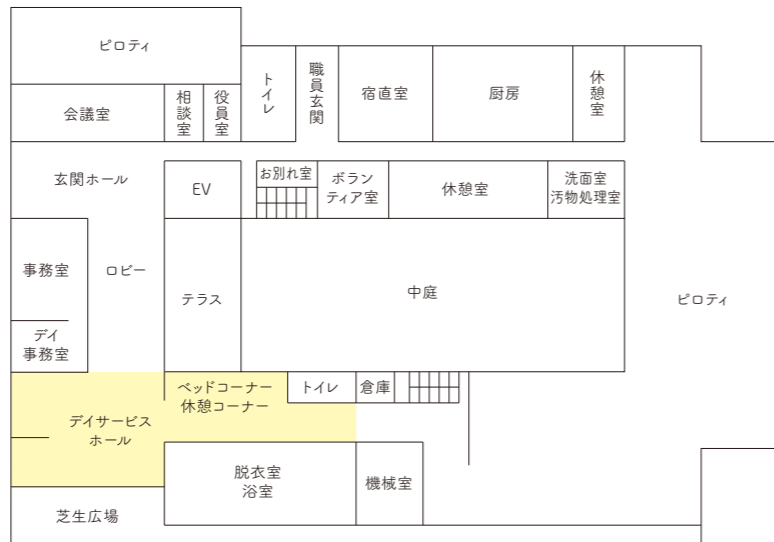 ピロティ
トイレ
職員玄関
宿直室
厨房
休憩室
会議室
相談室
役員室
玄関ホール
EV
お別れ室
ボラン
ティア室
休憩室
洗面室
汚物処理室
事務室
ロビー
テラス
中庭
ピロティ
デイ
事務室
ベッドコーナー
休憩コーナー
トイレ
倉庫
デイサービス
ホール
脱衣室
浴室
機械室
芝生広場